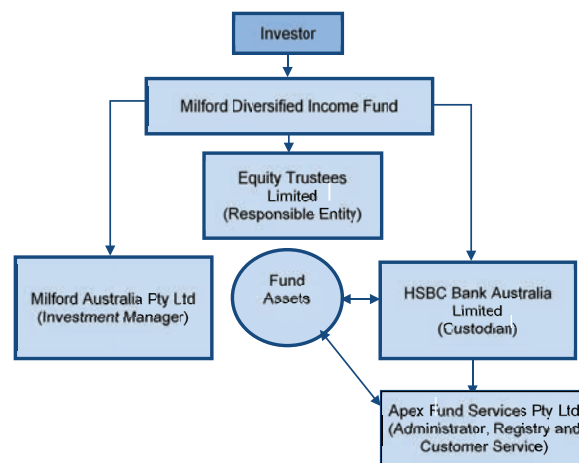 Investor
Milford Diversified Income Fund
Equity Trustees
Limited
(Responsible Entity)
Milford Australia Pty Ltd
(Investment Manager)
Fund
Assets
HSBC Bank Australia
Limited
(Custodian)
Apex Fund Services Pty Ltd
(Administrator, Registry and
Customer Service)